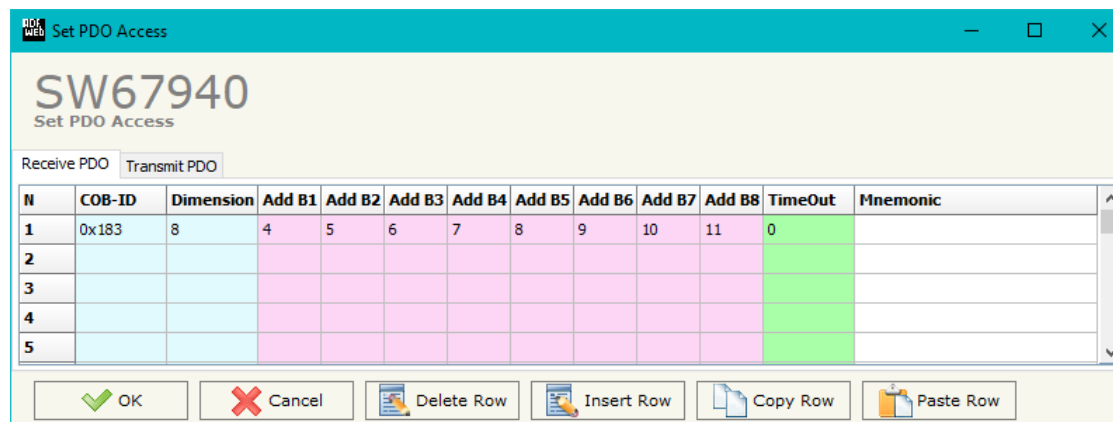 ADF WEB Set PDO Access
SW67940
Set PDO Access
Receive PDO Transmit PDO
N COB-ID Dimension Add B1 Add B2 Add B3 Add B4 Add B5 Add B6 Add B7 Add B8 TimeOut Mnemonic
1 0x183 8 4 5 6 7 8 9 10 11 0
2
3
4
5
OK Cancel Delete Row Insert Row Copy Row Paste Row